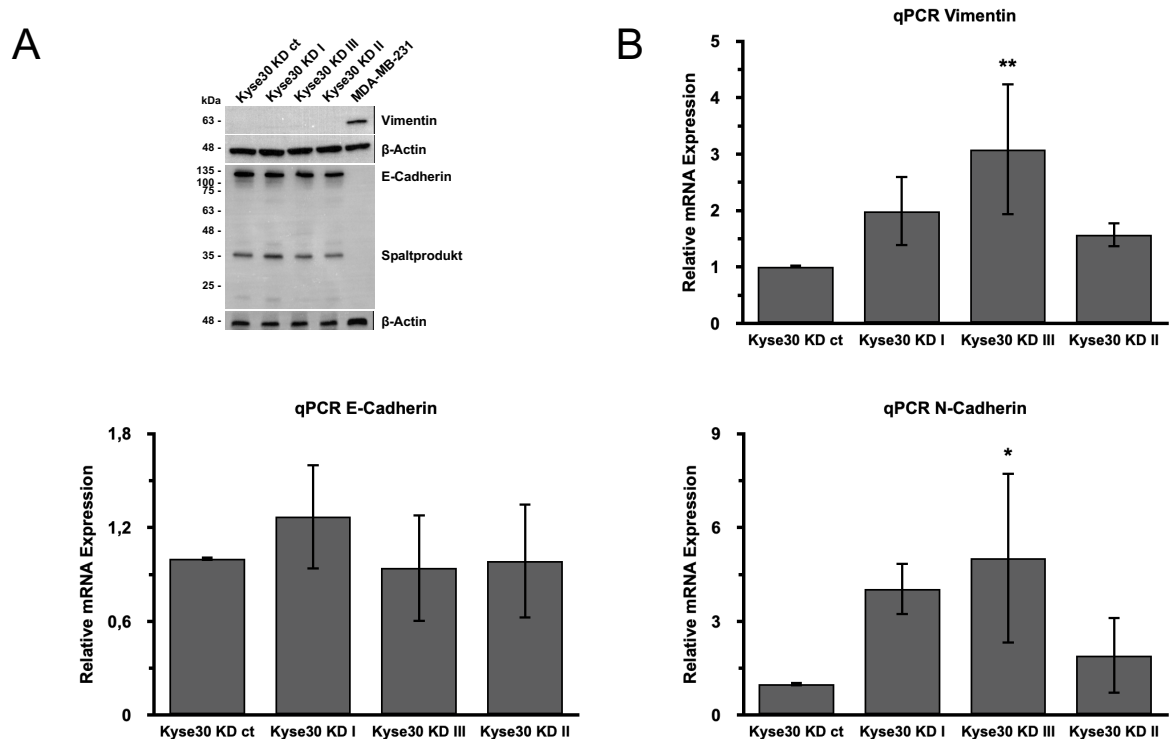 A
Kyse30 KD ct
Kyse30 KD I
Kyse30 KD III
Kyse30 KD II
MDA-MB-231
kDa
63 -
Vimentin
48 -
β-Actin
135 -
E-Cadherin
100 -
75 -
63 -
48 -
35 -
Spaltprodukt
25 -
48 -
β-Actin
B
qPCR Vimentin
Relative mRNA Expression
5
4
3
2
1
0
**
Kyse30 KD ct
Kyse30 KD I
Kyse30 KD III
Kyse30 KD II
qPCR E-Cadherin
Relative mRNA Expression
1,8
1,2
0,6
0
Kyse30 KD ct
Kyse30 KD I
Kyse30 KD III
Kyse30 KD II
qPCR N-Cadherin
Relative mRNA Expression
9
6
3
0
*
Kyse30 KD ct
Kyse30 KD I
Kyse30 KD III
Kyse30 KD II